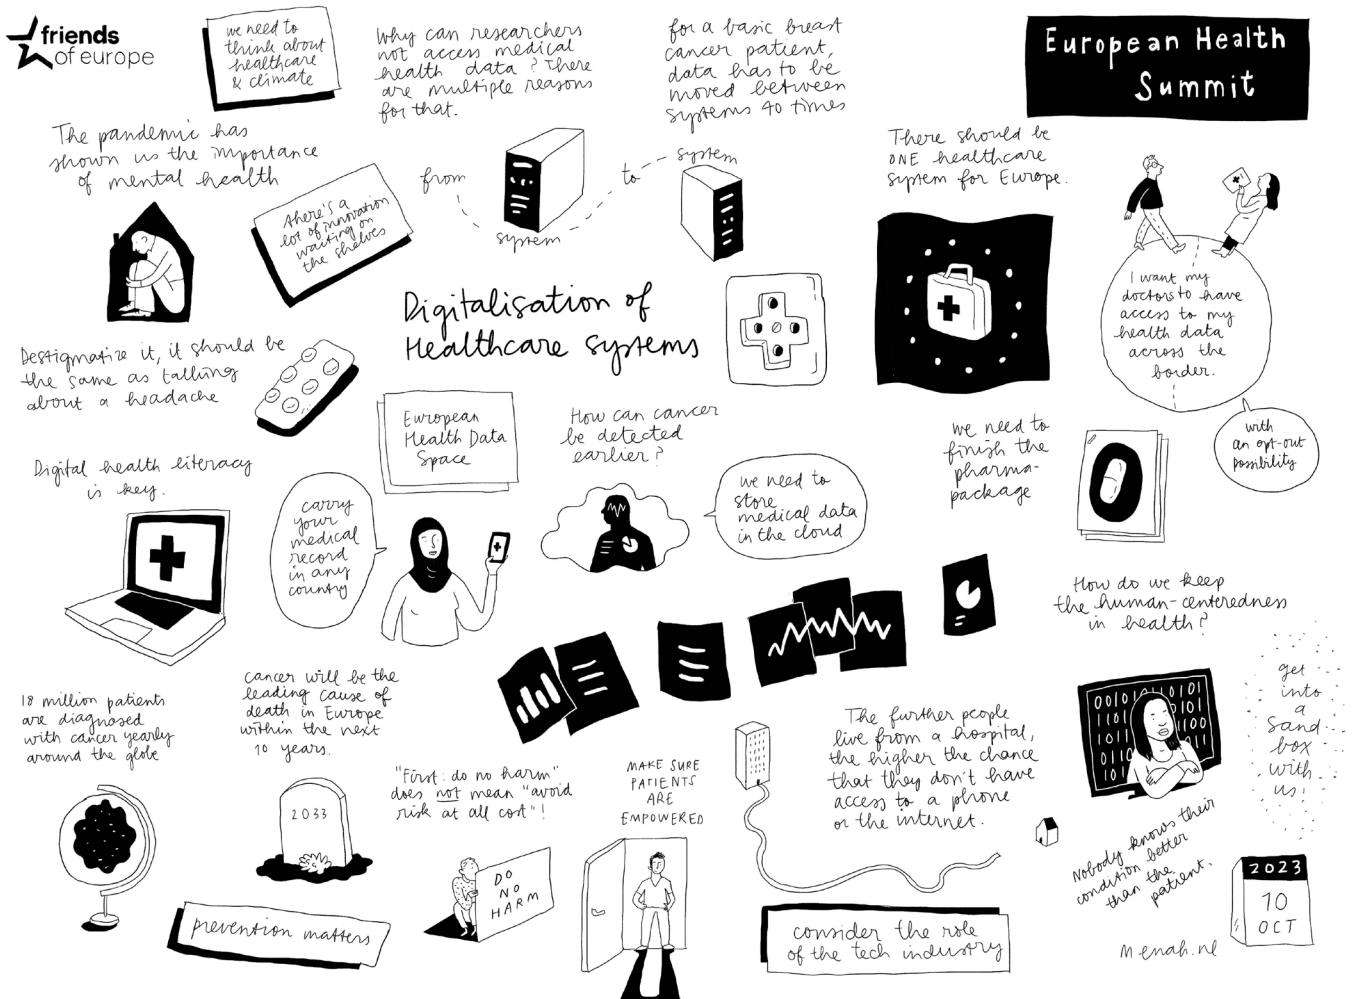 friends
of europe
we need to
think about
healthcare
& climate
Why can researchers
not access medical
health data? There
are multiple reasons
for that.
for a basic breast
cancer patient,
data has to be
moved between
systems 40 times
European Health
Summit
The pandemic has
shown us the importance
of mental health
there's a
lot of innovation
waiting on
the shelves
from
system
to
system
There should be
ONE healthcare
system for Europe.
I want my
doctors to have
access to my
health data
across the
border.
with
an opt-out
possibility
Digitalisation of
Healthcare systems
Destigmatize it, it should be
the same as talking
about a headache
European
Health Data
Space
How can cancer
be detected
earlier?
we need to
store
medical data
in the cloud
we need to
finish the
pharma-
package
Digital health literacy
is key.
carry
your
medical
record
in any
country
How do we keep
the human-centeredness
in health?
get
into
a
sand
box
with
us!
18 million patients
are diagnosed
with cancer yearly
around the globe
cancer will be the
leading cause of
death in Europe
within the next
10 years.
2033
"First: do no harm"
does not mean "avoid
risk at all cost"!
DO
NO
HARM
MAKE SURE
PATIENTS
ARE
EMPOWERED
The further people
live from a hospital,
the higher the chance
that they don't have
access to a phone
or the internet.
Nobody knows their
condition better
than the
patient.
prevention matters
consider the role
of the tech industry
2023
10
OCT
Menah.nl